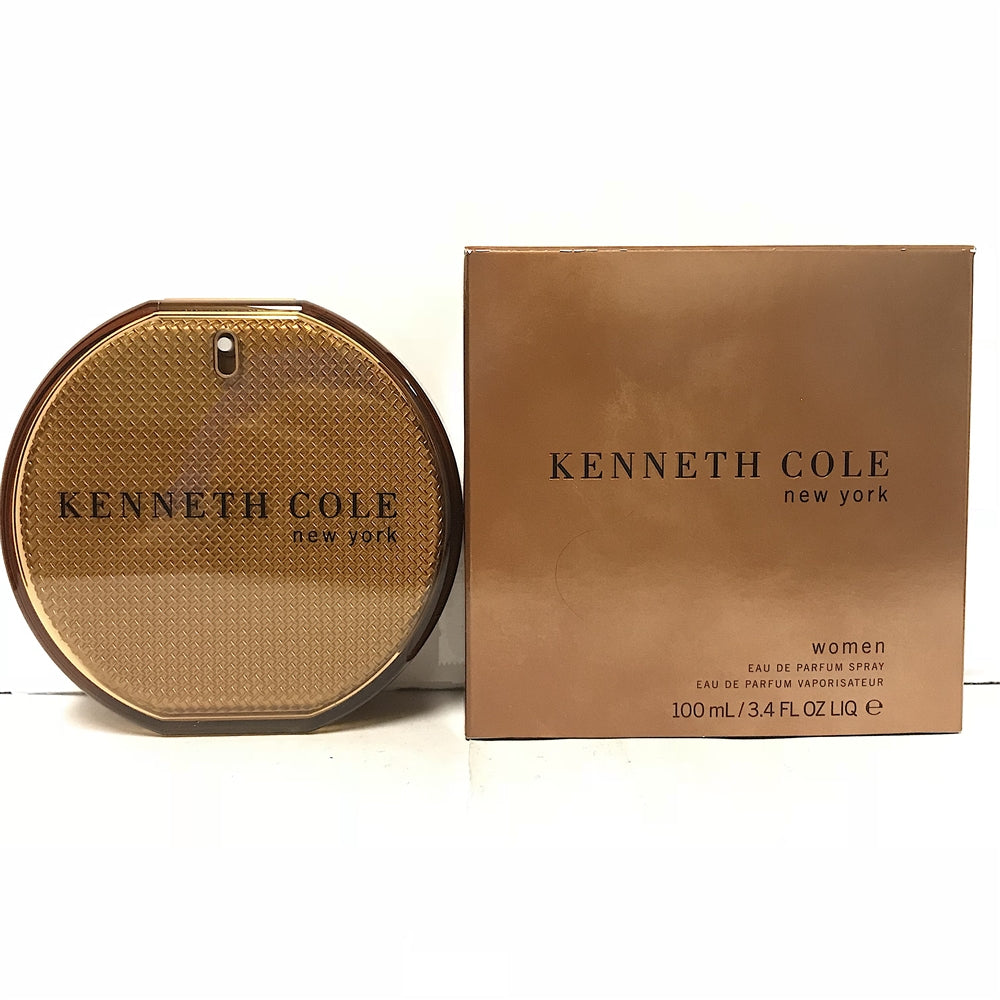 KENNETH COLE
new york
KENNETH COLE
new york
women
EAU DE PARFUM SPRAY
EAU DE PARFUM VAPORISATEUR
100 mL / 3.4 FL OZ LIQ ℮